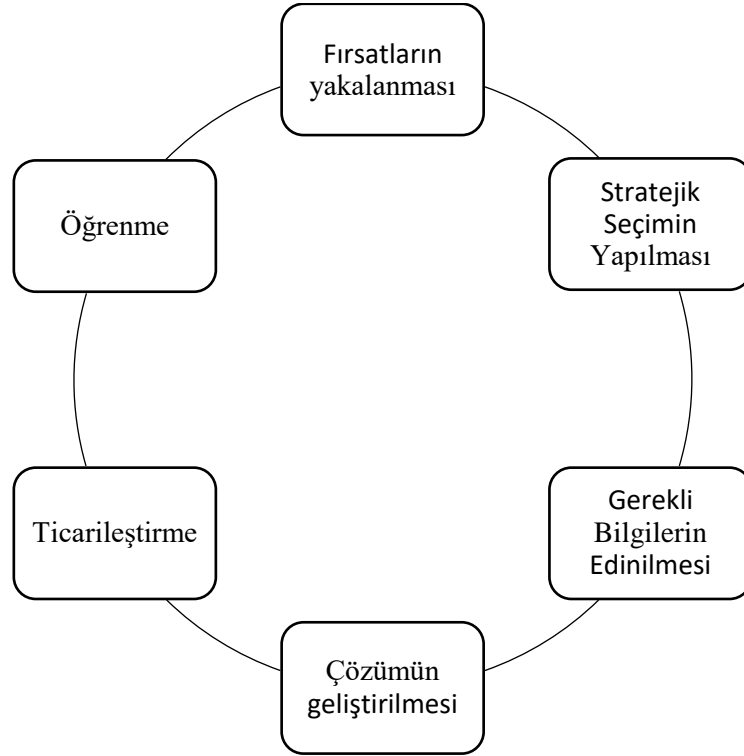 Fırsatların
yakalanması
Stratejik
Seçimin
Yapılması
Gerekli
Bilgilerin
Edinilmesi
Çözümün
geliştirilmesi
Ticarileştirme
Öğrenme